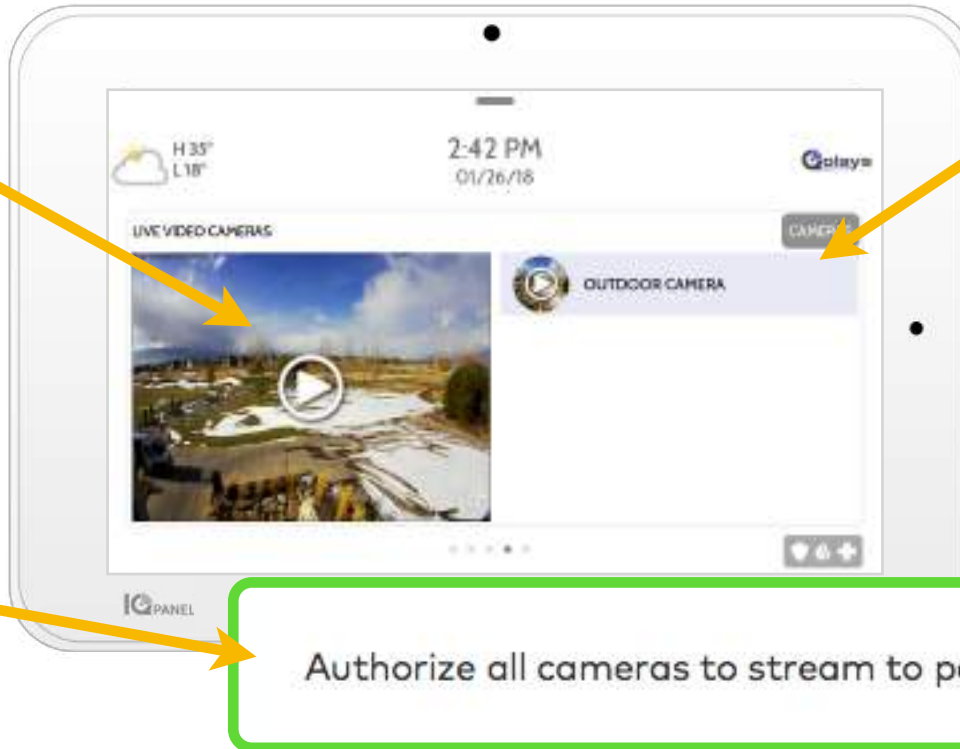 H 35°
L 18°
2:42 PM
01/26/18
Qolsys
LIVE VIDEO CAMERAS
OUTDOOR CAMERA
IQ PANEL
Authorize all cameras to stream to